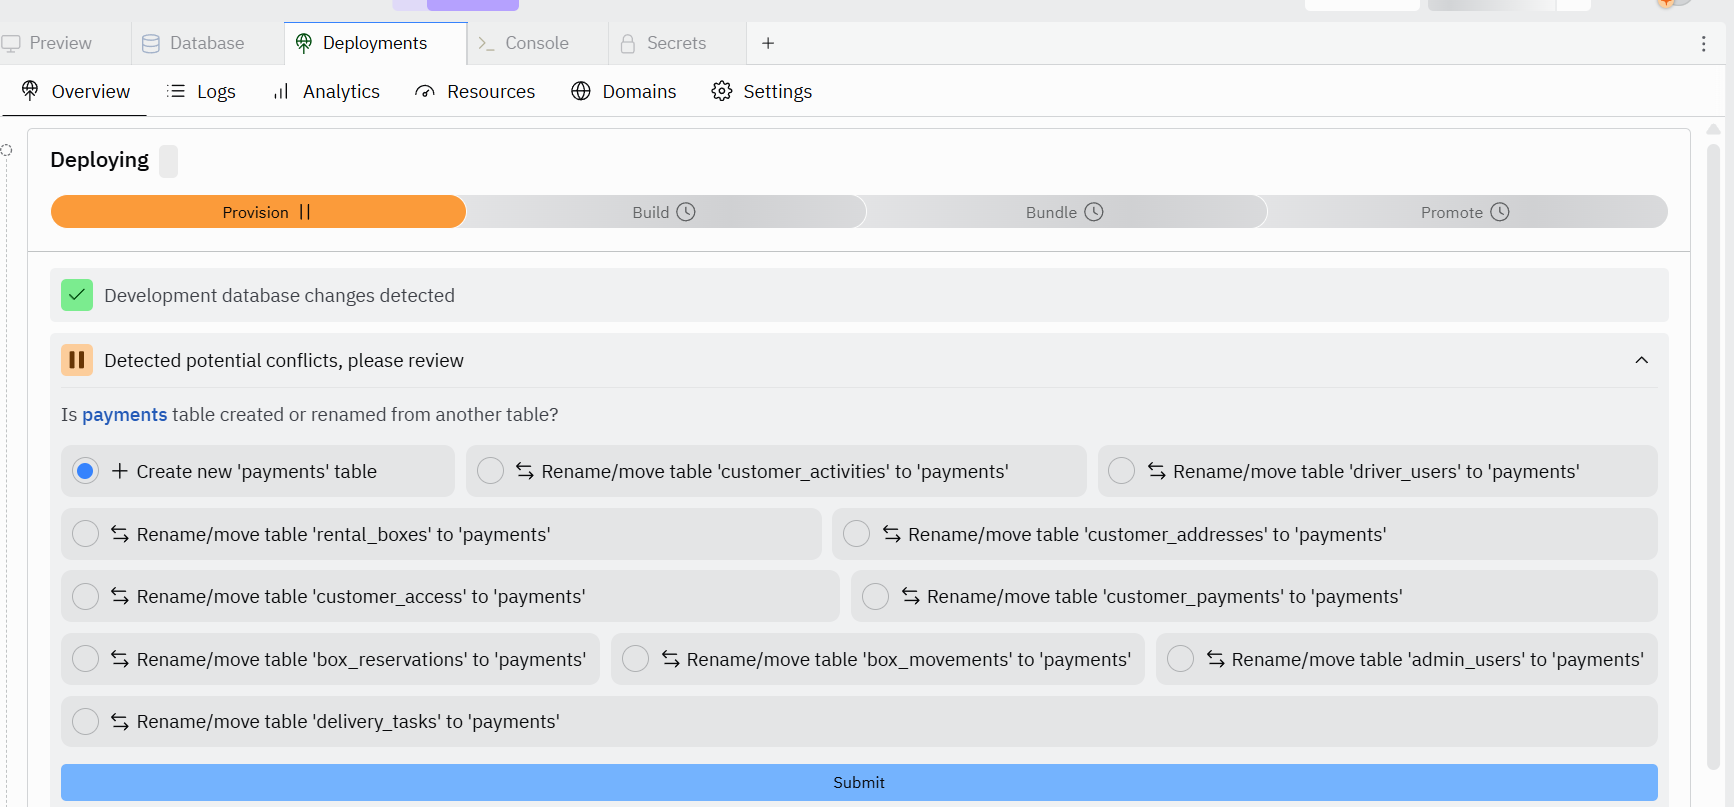 Preview Database Deployments Console Secrets
Overview Logs Analytics Resources Domains Settings
Deploying
Provision Build Bundle Promote
Development database changes detected
Detected potential conflicts, please review
Is payments table created or renamed from another table?
Create new 'payments' table Rename/move table 'customer_activities' to 'payments' Rename/move table 'driver_users' to 'payments'
Rename/move table 'rental_boxes' to 'payments' Rename/move table 'customer_addresses' to 'payments'
Rename/move table 'customer_access' to 'payments' Rename/move table 'customer_payments' to 'payments'
Rename/move table 'box_reservations' to 'payments' Rename/move table 'box_movements' to 'payments' Rename/move table 'admin_users' to 'payments'
Rename/move table 'delivery_tasks' to 'payments'
Submit